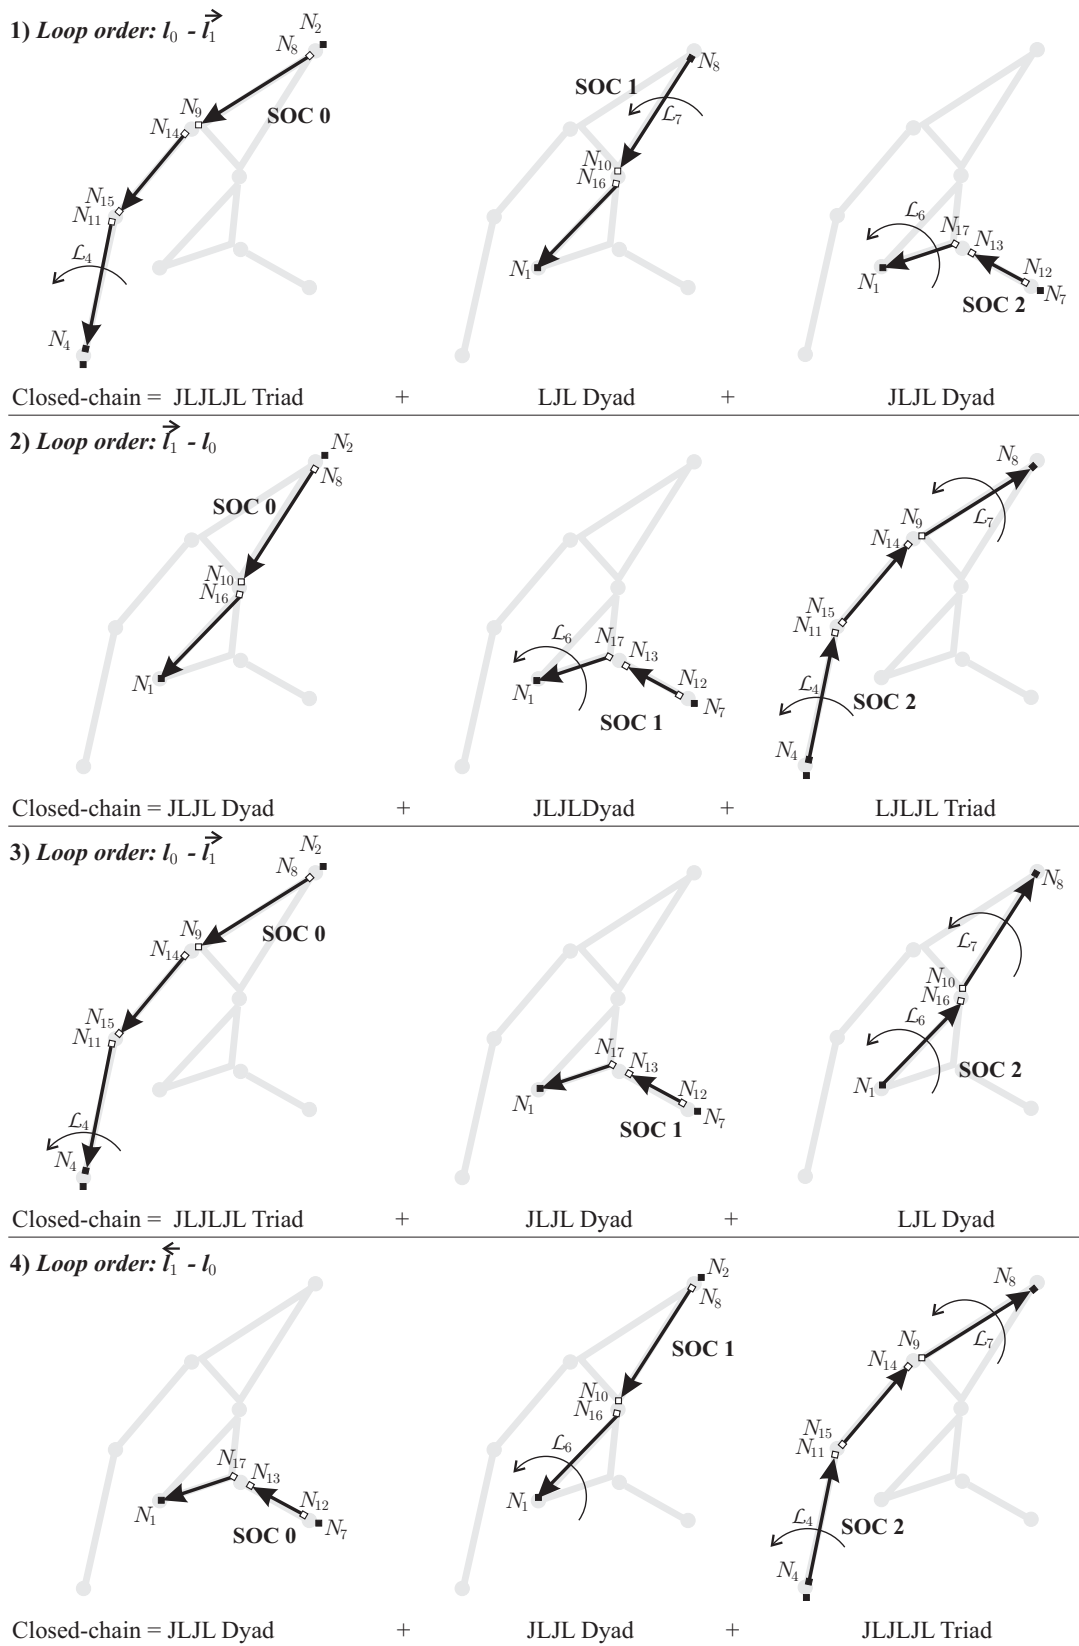 1) Loop order: l₀ - l₁
N₂
N₈
N₉
SOC 0
N₁₄
N₁₅
N₁₁
ℒ₄
N₄
N₈
SOC 1
ℒ₇
N₁₀
N₁₆
N₁
ℒ₆
N₁₇
N₁₃
N₁₂
N₁
N₇
SOC 2
Closed-chain = JLJLJL Triad + LJL Dyad + JLJL Dyad
2) Loop order: l₁ - l₀
N₂
N₈
SOC 0
N₁₀
N₁₆
N₁
ℒ₆
N₁₇
N₁₃
N₁₂
N₁
N₇
SOC 1
N₈
ℒ₇
N₉
N₁₄
N₁₅
N₁₁
ℒ₄
SOC 2
N₄
Closed-chain = JLJL Dyad + JLJLDyad + LJLJL Triad
3) Loop order: l₀ - l₁
N₂
N₈
N₉
SOC 0
N₁₄
N₁₅
N₁₁
ℒ₄
N₄
N₁₇
N₁₃
N₁₂
N₁
N₇
SOC 1
N₈
ℒ₇
N₁₀
N₁₆
ℒ₆
N₁
SOC 2
Closed-chain = JLJLJL Triad + JLJL Dyad + LJL Dyad
4) Loop order: l₁ - l₀
N₁₇
N₁₃
N₁₂
N₁
N₇
SOC 0
N₂
N₈
SOC 1
N₁₀
N₁₆
ℒ₆
N₁
N₈
ℒ₇
N₉
N₁₄
N₁₅
N₁₁
ℒ₄
SOC 2
N₄
Closed-chain = JLJL Dyad + JLJL Dyad + JLJLJL Triad